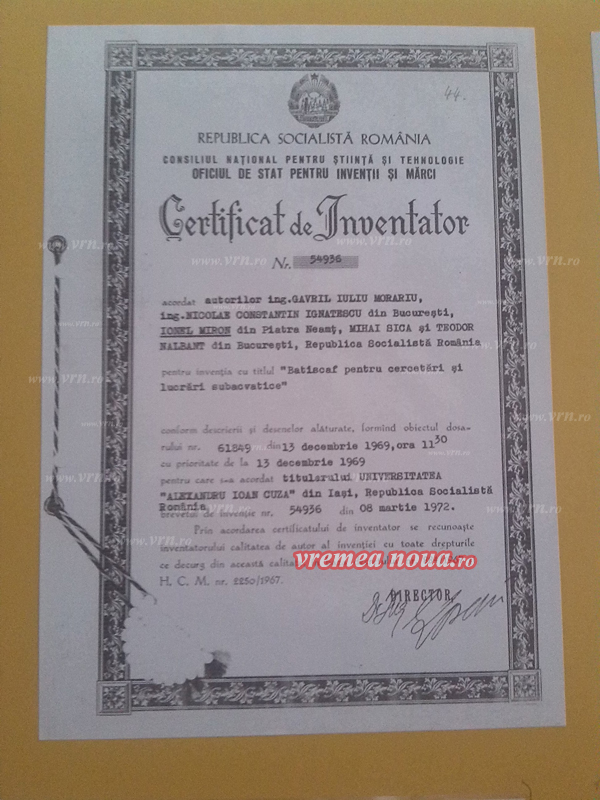 44.
REPUBLICA SOCIALISTĂ ROMÂNIA
CONSILIUL NAȚIONAL PENTRU ȘTIINȚĂ ȘI TEHNOLOGIE
OFICIUL DE STAT PENTRU INVENȚII ȘI MĂRCI
Certificat de Inventator
www.VRN.ro
www.VRN.ro
www.VRN.ro
Nr. 54936
acordat autorilor ing.GAVRIL IULIU MORARIU,
ing.NICOLAE CONSTANTIN IGNATESCU din București,
IONEL MIRON din Piatra Neamț, MIHAI SICA și TEODOR
NALBANT din București, Republica Socialistă România
pentru invenția cu titlul "Batiscaf pentru cercetări și
lucrări subacvatice"
conform descrierii și desenelor alăturate, formînd obiectul dosa-
rului nr. 61849 din 13 decembrie 1969, ora 11 30
cu prioritate de la 13 decembrie 1969
pentru care s-a acordat titularului UNIVERSITATEA
"ALEXANDRU IOAN CUZA" din Iași, Republica Socialistă
România
brevetul de invenție nr. 54936 din 08 martie 1972.
Prin acordarea certificatului de inventator se recunoaște
inventatorului calitatea de autor al invenției cu toate drepturile
ce decurg din această calitate
vremea noua.ro
H. C. M. nr. 2250/1967.
DIRECTOR,